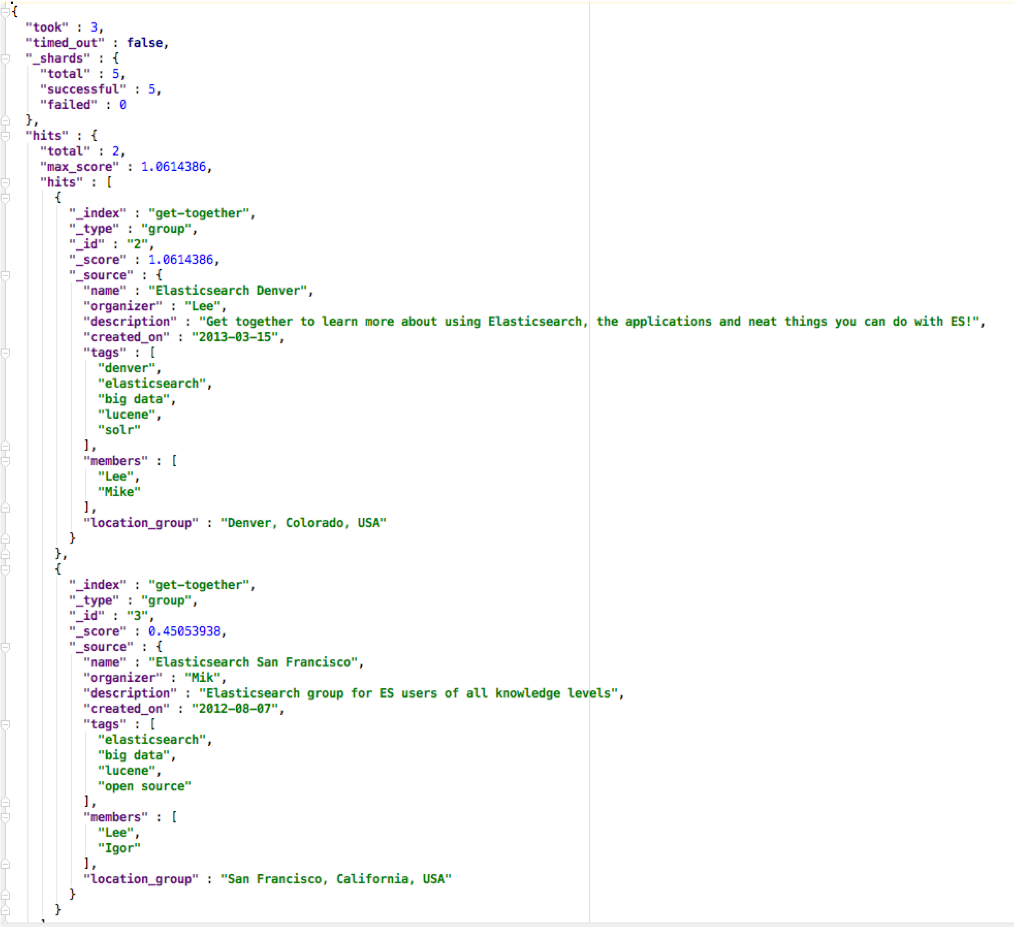 {
  "took" : 3,
  "timed_out" : false,
  "_shards" : {
    "total" : 5,
    "successful" : 5,
    "failed" : 0
  },
  "hits" : {
    "total" : 2,
    "max_score" : 1.0614386,
    "hits" : [
      {
        "_index" : "get-together",
        "_type" : "group",
        "_id" : "2",
        "_score" : 1.0614386,
        "_source" : {
          "name" : "Elasticsearch Denver",
          "organizer" : "Lee",
          "description" : "Get together to learn more about using Elasticsearch, the applications and neat things you can do with ES!",
          "created_on" : "2013-03-15",
          "tags" : [
            "denver",
            "elasticsearch",
            "big data",
            "lucene",
            "solr"
          ],
          "members" : [
            "Lee",
            "Mike"
          ],
          "location_group" : "Denver, Colorado, USA"
        }
      },
      {
        "_index" : "get-together",
        "_type" : "group",
        "_id" : "3",
        "_score" : 0.45053938,
        "_source" : {
          "name" : "Elasticsearch San Francisco",
          "organizer" : "Mik",
          "description" : "Elasticsearch group for ES users of all knowledge levels",
          "created_on" : "2012-08-07",
          "tags" : [
            "elasticsearch",
            "big data",
            "lucene",
            "open source"
          ],
          "members" : [
            "Lee",
            "Igor"
          ],
          "location_group" : "San Francisco, California, USA"
        }
      }